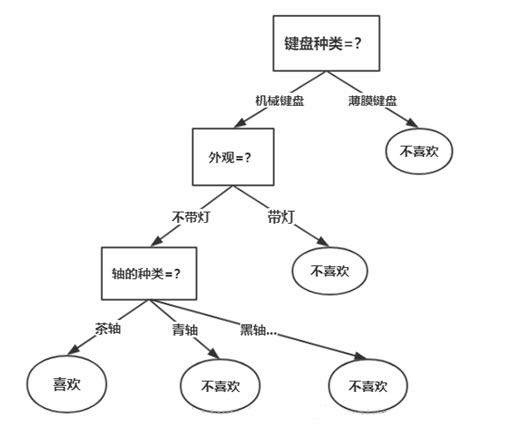 键盘种类=?
机械键盘
薄膜键盘
外观=?
不喜欢
不带灯
带灯
轴的种类=?
不喜欢
茶轴
青轴
黑轴...
喜欢
不喜欢
不喜欢